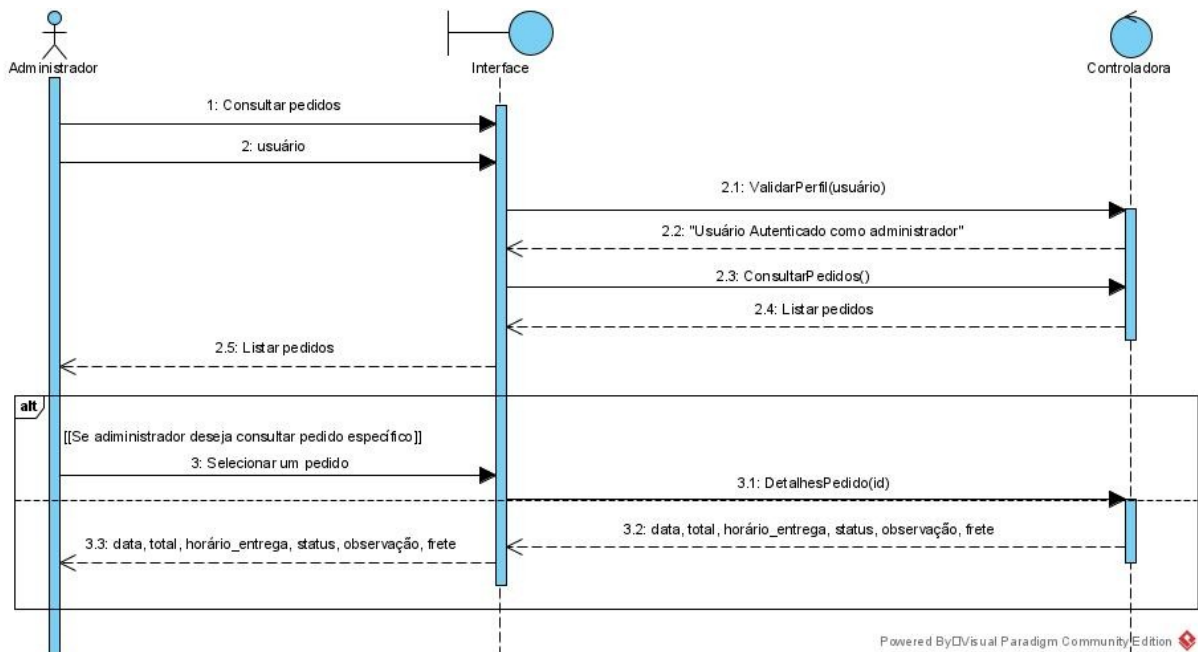 Administrador
Interface
Controladora
1: Consultar pedidos
2: usuário
2.1: ValidarPerfil(usuário)
2.2: "Usuário Autenticado como administrador"
2.3: ConsultarPedidos()
2.4: Listar pedidos
2.5: Listar pedidos
alt
[[Se adiministrador deseja consultar pedido específico]]
3: Selecionar um pedido
3.1: DetalhesPedido(id)
3.2: data, total, horário_entrega, status, observação, frete
3.3: data, total, horário_entrega, status, observação, frete
Powered By□Visual Paradigm Community Edition